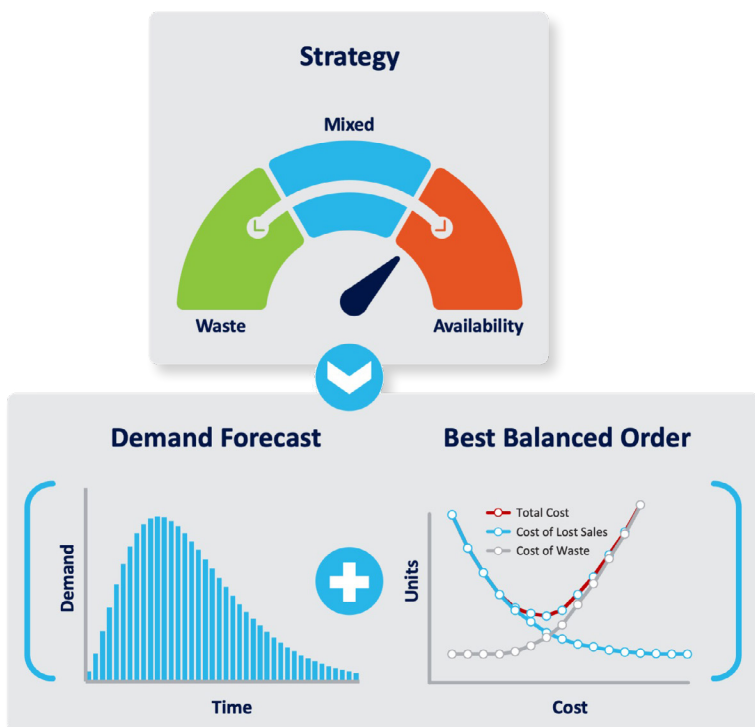 Strategy
Mixed
Waste
Availability
Demand Forecast
Best Balanced Order
Demand
Time
Total Cost
Cost of Lost Sales
Cost of Waste
Units
Cost